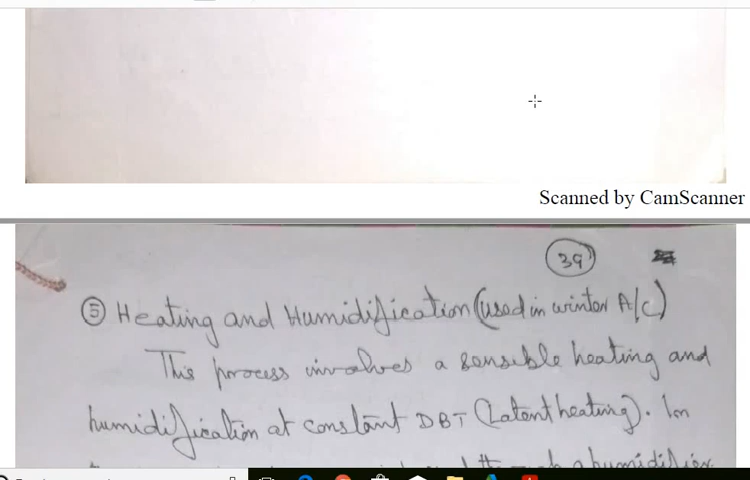 Scanned by CamScanner
39
⑤ Heating and Humidification (used in winter A/C)
This process involves a sensible heating and
humidification at constant DBT (Latent heating). In
a humidifier